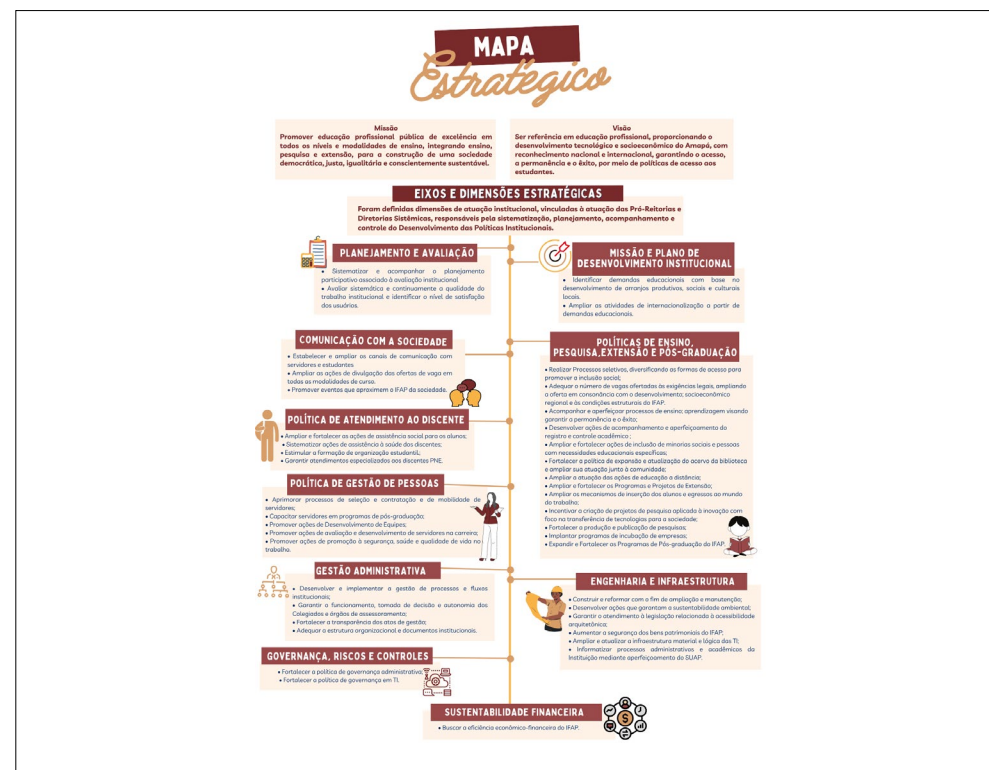 MAPA
Estratégico
Missão
Promover educação profissional pública de excelência em
todos os níveis e modalidades de ensino, integrando ensino,
pesquisa e extensão, para a construção de uma sociedade
democrática, justa, igualitária e conscientemente sustentável.
Visão
Ser referência em educação profissional, proporcionando o
desenvolvimento tecnológico e socioeconômico do Amapá, com
reconhecimento nacional e internacional, garantindo o acesso,
a permanência e o êxito, por meio de políticas de acesso aos
estudantes.
EIXOS E DIMENSÕES ESTRATÉGICAS
Foram definidas dimensões de atuação institucional, vinculadas à atuação das Pró-Reitorias e
Diretorias Sistêmicas, responsáveis pela sistematização, planejamento, acompanhamento e
controle do Desenvolvimento das Políticas Institucionais.
PLANEJAMENTO E AVALIAÇÃO
• Sistematizar e acompanhar o planejamento
participativo associado à avaliação institucional
• Avaliar sistemática e continuamente a qualidade do
trabalho institucional e identificar o nível de satisfação
dos usuários.
MISSÃO E PLANO DE
DESENVOLVIMENTO INSTITUCIONAL
• Identificar demandas educacionais com base no
desenvolvimento de arranjos produtivos, sociais e culturais
locais.
• Ampliar as atividades de internacionalização a partir de
demandas educacionais.
COMUNICAÇÃO COM A SOCIEDADE
• Estabelecer e ampliar os canais de comunicação com
servidores e estudantes
• Ampliar as ações de divulgação das ofertas de vaga em
todas as modalidades de curso.
• Promover eventos que aproximem o IFAP da sociedade.
POLÍTICAS DE ENSINO,
PESQUISA,EXTENSÃO E PÓS-GRADUAÇÃO
• Realizar Processos seletivos, diversificando as formas de acesso para
promover a inclusão social;
• Adequar o número de vagas ofertadas às exigências legais, ampliando
a oferta em consonância com o desenvolvimento; socioeconômico
regional e às condições estruturais do IFAP.
• Acompanhar e aperfeiçoar processos de ensino; aprendizagem visando
garantir a permanência e o êxito;
• Desenvolver ações de acompanhamento e aperfeiçoamento do
registro e controle acadêmico ;
• Ampliar e fortalecer ações de inclusão de minorias sociais e pessoas
com necessidades educacionais específicas;
• Fortalecer a política de expansão e atualização do acervo da biblioteca
e ampliar sua atuação junto à comunidade;
• Ampliar a atuação das ações de educação a distância;
• Ampliar e fortalecer os Programas e Projetos de Extensão;
• Ampliar os mecanismos de inserção dos alunos e egressos ao mundo
do trabalho;
• Incentivar a criação de projetos de pesquisa aplicada à inovação com
foco na transferência de tecnologias para a sociedade;
• Fortalecer a produção e publicação de pesquisas;
• Implantar programas de incubação de empresas;
• Expandir e Fortalecer os Programas de Pós-graduação do IFAP.
POLÍTICA DE ATENDIMENTO AO DISCENTE
• Ampliar e fortalecer as ações de assistência social para os alunos;
• Sistematizar ações de assistência à saúde dos discentes;
• Estimular a formação de organização estudantil;
• Garantir atendimentos especializados aos discentes PNE.
POLÍTICA DE GESTÃO DE PESSOAS
• Aprimorar processos de seleção e contratação e de mobilidade de
servidores;
• Capacitar servidores em programas de pós-graduação;
• Promover ações de Desenvolvimento de Equipes;
• Promover ações de avaliação e desenvolvimento de servidores na carreira;
• Promover ações de promoção à segurança, saúde e qualidade de vida no
trabalho.
GESTÃO ADMINISTRATIVA
• Desenvolver e implementar a gestão de processos e fluxos
institucionais;
• Garantir o funcionamento, tomada de decisão e autonomia dos
Colegiados e órgãos de assessoramento;
• Fortalecer a transparência dos atos de gestão;
• Adequar a estrutura organizacional e documentos institucionais.
ENGENHARIA E INFRAESTRUTURA
• Construir e reformar com o fim de ampliação e manutenção;
• Desenvolver ações que garantam a sustentabilidade ambiental;
• Garantir o atendimento à legislação relacionada à acessibilidade
arquitetônica;
• Aumentar a segurança dos bens patrimoniais do IFAP;
• Ampliar e atualizar a infraestrutura material e lógica das TI;
• Informatizar processos administrativos e acadêmicos da
Instituição mediante aperfeiçoamento do SUAP.
GOVERNANÇA, RISCOS E CONTROLES
• Fortalecer a política de governança administrativa;
• Fortalecer a política de governança em TI.
SUSTENTABILIDADE FINANCEIRA
• Buscar a eficiência econômico-financeira do IFAP.